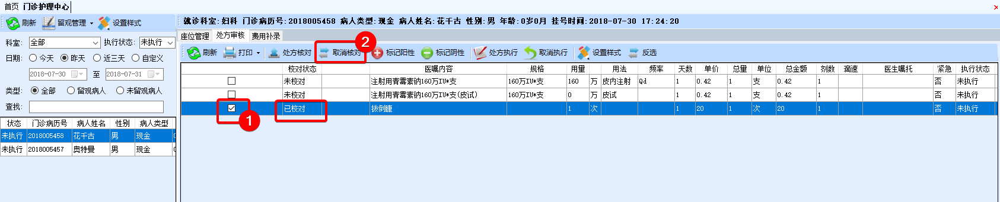 首页 门诊护理中心
刷新 留观管理 设置样式
科室: 全部 执行状态: 未执行
日期: 今天 昨天 近三天 自定义
2018-07-30 至 2018-07-31
类型: 全部 留观病人 未留观病人
查找:
状态 门诊病历号 病人姓名 性别 病人类型
未执行 2018005458 花千古 男 现金
未执行 2018005457 奥特曼 男 现金
就诊科室:妇科 门诊病历号:2018005458 病人类型:现金 病人姓名:花千古 性别:男 年龄:0岁0月 挂号时间:2018-07-30 17:24:20
座位管理 处方审核 费用补录
刷新 打印 处方核对 取消核对 标记阳性 标记阴性 处方执行 取消执行 设置样式 反选
2
核对状态 医嘱内容 规格 用量 用法 频率 天数 单价 总量 单位 总金额 剂数 滴速 医生嘱托 紧急 执行状态
未核对 注射用青霉素钠160万IU*支 160万IU*支 160 万 皮内注射 Qd 1 0.42 1 支 0.42 1 否 未执行
未核对 注射用青霉素钠160万IU*支(皮试) 160万IU*支 0 万 皮试 1 0.42 1 支 0.42 1 否 未执行
已核对 拔倒睫 1 次 1 20 1 次 20 1 否 未执行
1